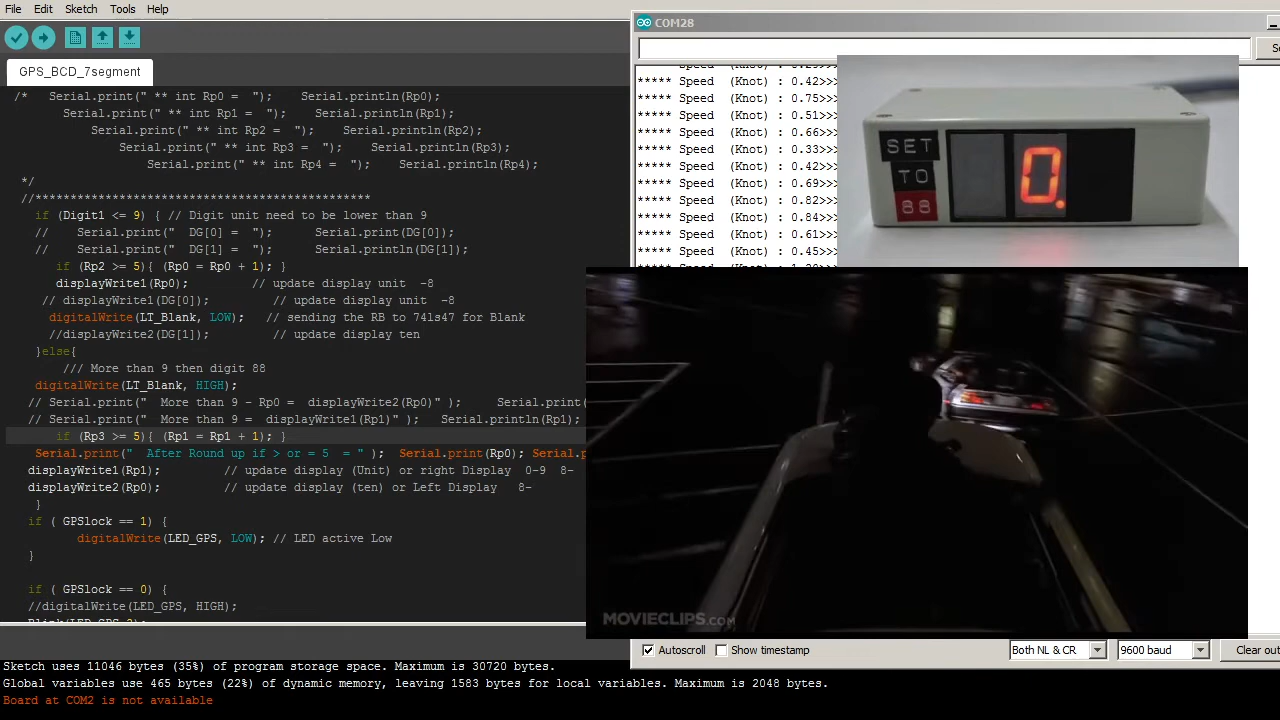 File Edit Sketch Tools Help
GPS_BCD_7segment
/* Serial.print(" ** int Rp0 = "); Serial.println(Rp0);
Serial.print(" ** int Rp1 = "); Serial.println(Rp1);
Serial.print(" ** int Rp2 = "); Serial.println(Rp2);
Serial.print(" ** int Rp3 = "); Serial.println(Rp3);
Serial.print(" ** int Rp4 = "); Serial.println(Rp4);
*/
//************************************************
if (Digit1 <= 9) { // Digit unit need to be lower than 9
// Serial.print(" DG[0] = "); Serial.print(DG[0]);
// Serial.print(" DG[1] = "); Serial.println(DG[1]);
if (Rp2 >= 5){ (Rp0 = Rp0 + 1); }
displayWrite1(Rp0); // update display unit -8
// displayWrite1(DG[0]); // update display unit -8
digitalWrite(LT_Blank, LOW); // sending the RB to 74ls47 for Blank
//displayWrite2(DG[1]); // update display ten
}else{
/// More than 9 then digit 88
digitalWrite(LT_Blank, HIGH);
// Serial.print(" More than 9 - Rp0 = displayWrite2(Rp0)" ); Serial.print(
// Serial.print(" More than 9 = displayWrite1(Rp1)" ); Serial.println(Rp1);
if (Rp3 >= 5){ (Rp1 = Rp1 + 1); }
Serial.print(" After Round up if > or = 5 = " ); Serial.print(Rp0); Serial.p
displayWrite1(Rp1); // update display (Unit) or right Display 0-9 8-
displayWrite2(Rp0); // update display (ten) or Left Display 8-
}
if ( GPSlock == 1) {
digitalWrite(LED_GPS, LOW); // LED active Low
}
if ( GPSlock == 0) {
//digitalWrite(LED_GPS, HIGH);
Sketch uses 11046 bytes (35%) of program storage space. Maximum is 30720 bytes.
Global variables use 465 bytes (22%) of dynamic memory, leaving 1583 bytes for local variables. Maximum is 2048 bytes.
Board at COM2 is not available
COM28
***** Speed (Knot) : 0.42>>>
***** Speed (Knot) : 0.75>>>
***** Speed (Knot) : 0.51>>>
***** Speed (Knot) : 0.66>>>
***** Speed (Knot) : 0.33>>>
***** Speed (Knot) : 0.42>>>
***** Speed (Knot) : 0.69>>>
***** Speed (Knot) : 0.82>>>
***** Speed (Knot) : 0.84>>>
***** Speed (Knot) : 0.61>>>
***** Speed (Knot) : 0.45>>>
SET
TO
88
0.
MOVIECLIPS.COM
Autoscroll Show timestamp Both NL & CR 9600 baud Clear out